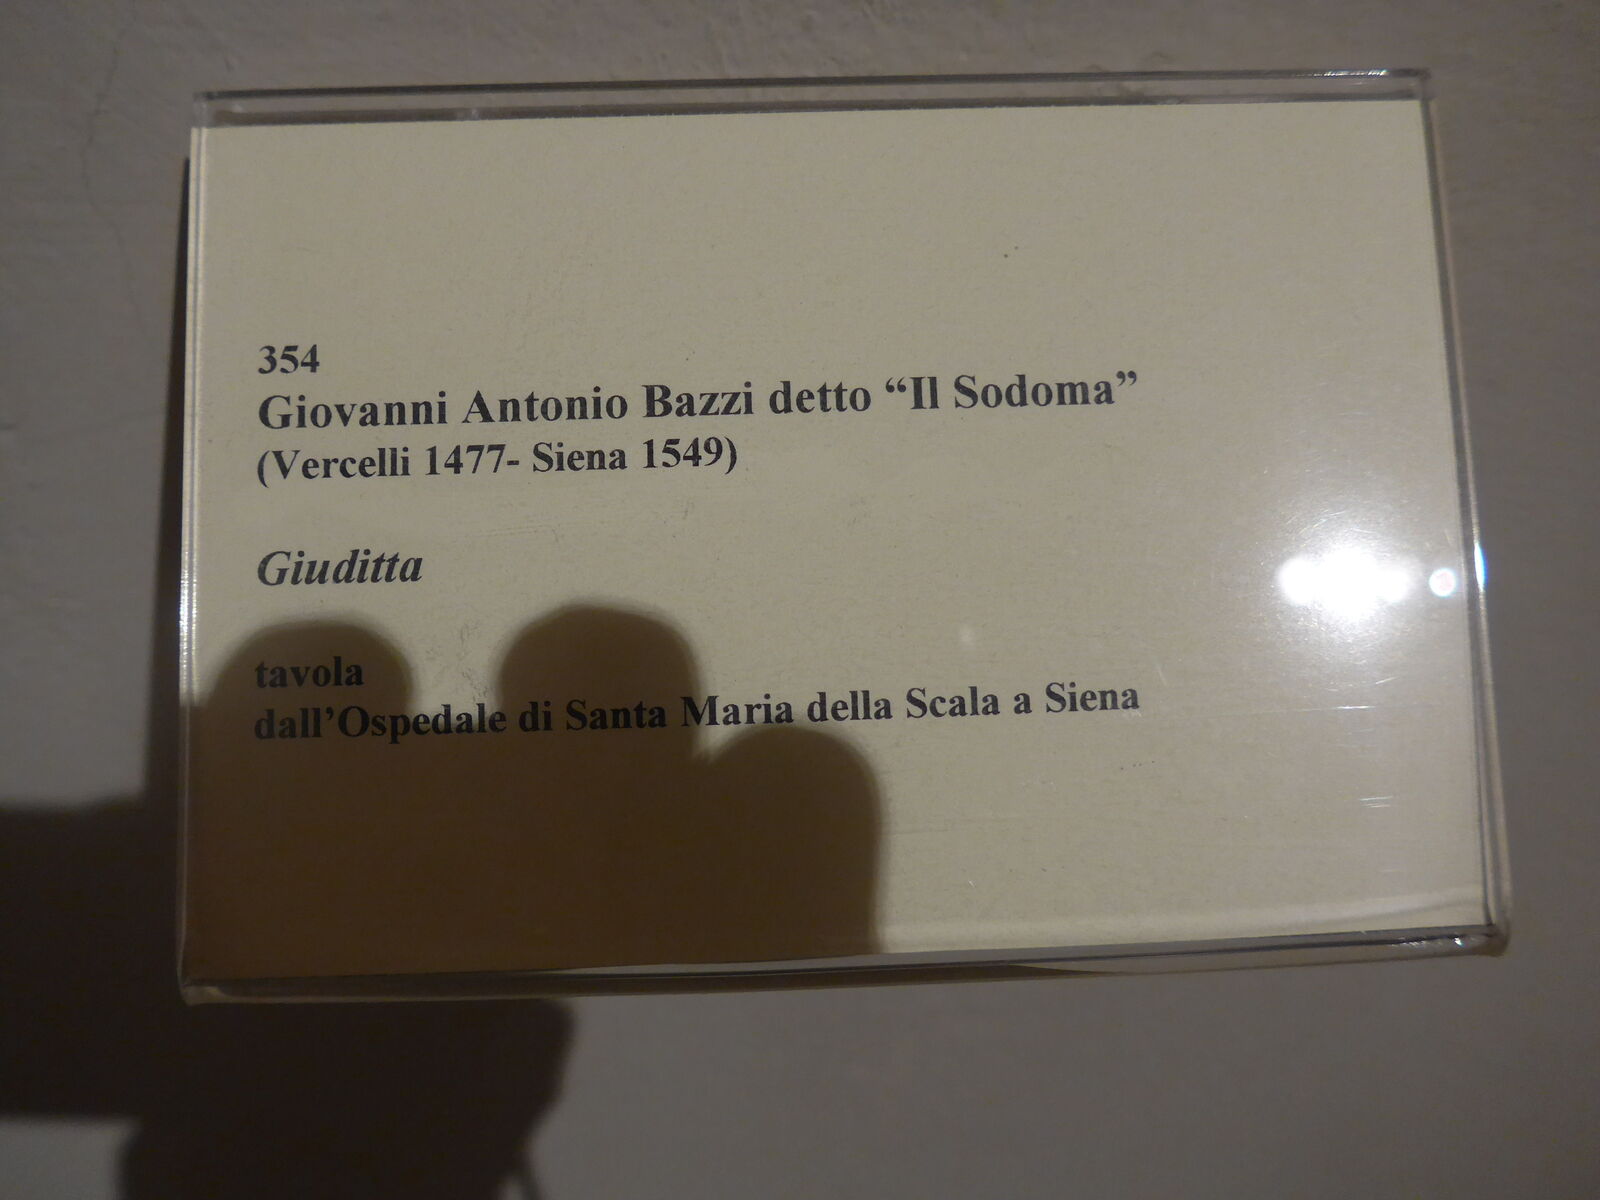 354
Giovanni Antonio Bazzi detto “Il Sodoma”
(Vercelli 1477- Siena 1549)
Giuditta
tavola
dall’Ospedale di Santa Maria della Scala a Siena